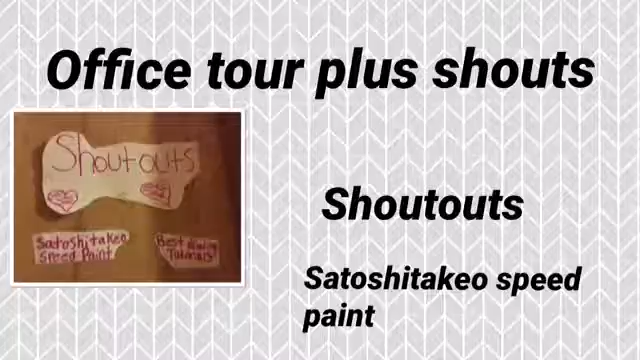 Office tour plus shouts
Shoutouts
Satoshitakeo
speed Paint
Best
Tutorials
Shoutouts
Satoshitakeo speed
paint